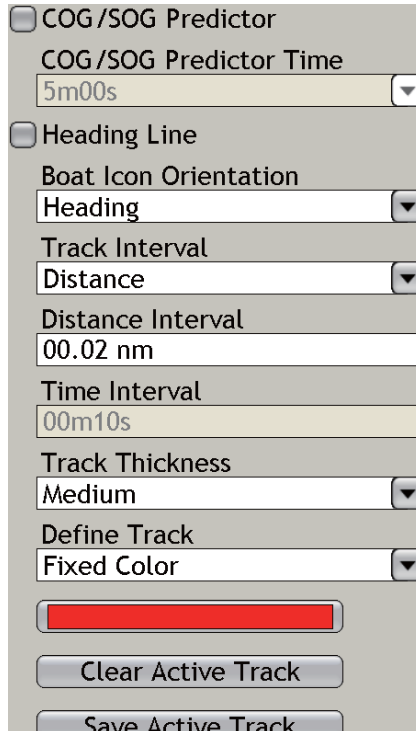 COG/SOG Predictor
COG/SOG Predictor Time
5m00s
Heading Line
Boat Icon Orientation
Heading
Track Interval
Distance
Distance Interval
00.02 nm
Time Interval
00m10s
Track Thickness
Medium
Define Track
Fixed Color
Clear Active Track
Save Active Track